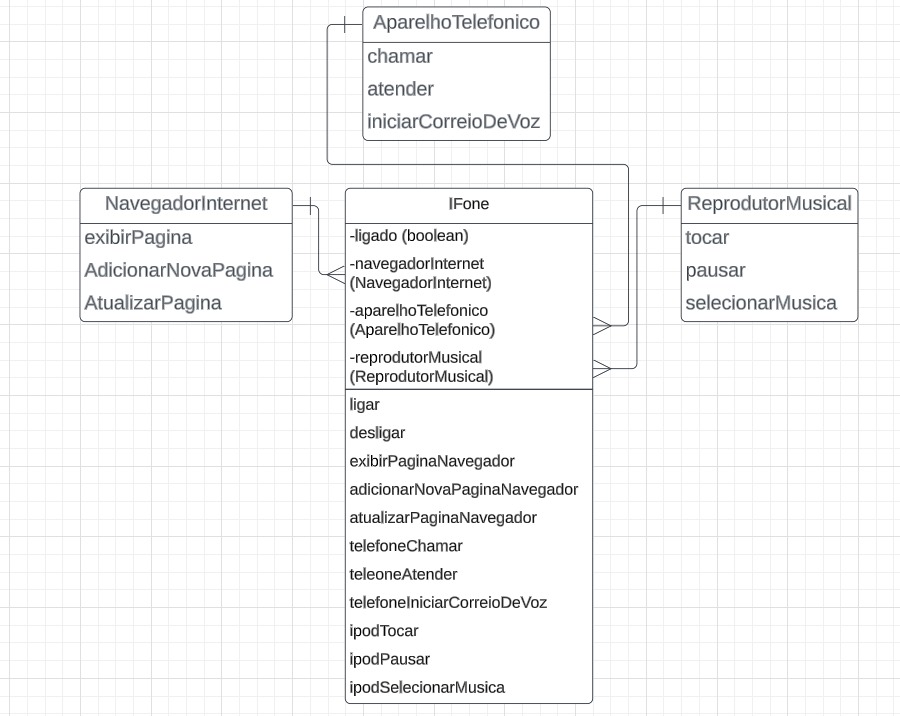 AparelhoTelefonico
chamar
atender
iniciarCorreioDeVoz
NavegadorInternet
exibirPagina
AdicionarNovaPagina
AtualizarPagina
IFone
-ligado (boolean)
-navegadorInternet
(NavegadorInternet)
-aparelhoTelefonico
(AparelhoTelefonico)
-reprodutorMusical
(ReprodutorMusical)
ligar
desligar
exibirPaginaNavegador
adicionarNovaPaginaNavegador
atualizarPaginaNavegador
telefoneChamar
teleoneAtender
telefoneIniciarCorreioDeVoz
ipodTocar
ipodPausar
ipodSelecionarMusica
ReprodutorMusical
tocar
pausar
selecionarMusica